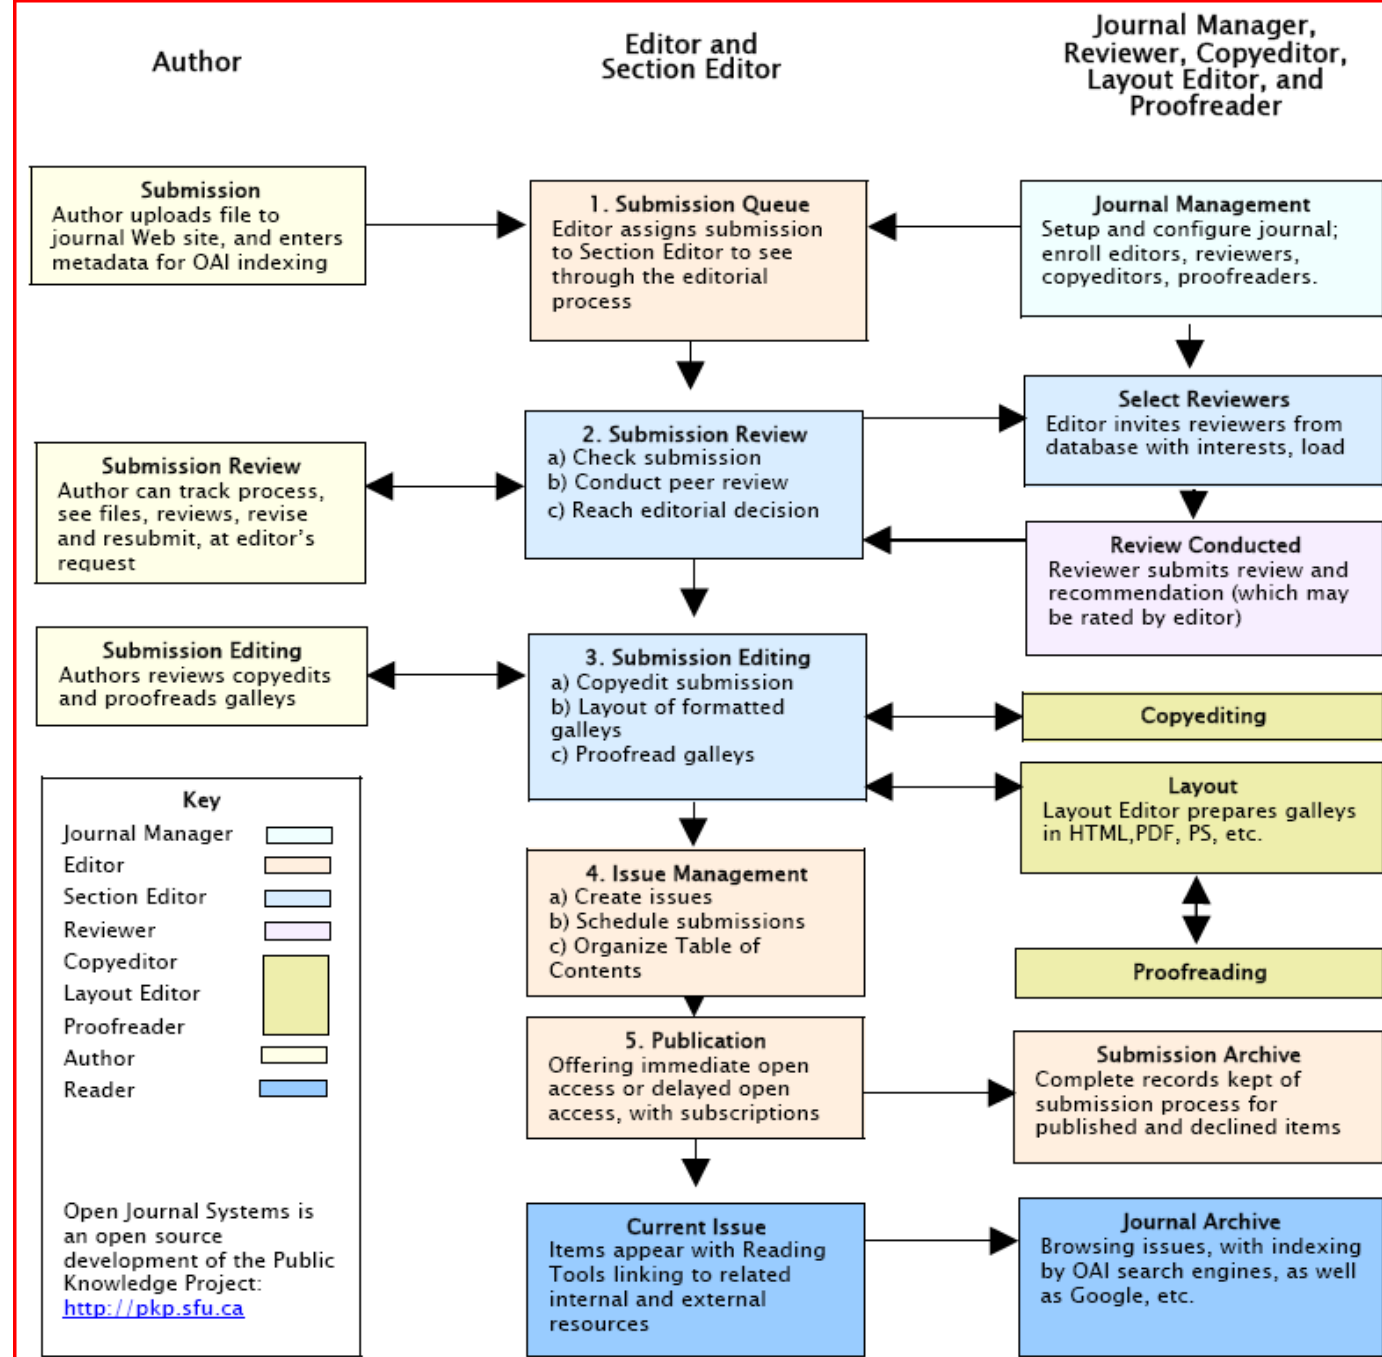 Author
Editor and
Section Editor
Journal Manager,
Reviewer, Copyeditor,
Layout Editor, and
Proofreader
Submission
Author uploads file to
journal Web site, and enters
metadata for OAI indexing
1. Submission Queue
Editor assigns submission
to Section Editor to see
through the editorial
process
Journal Management
Setup and configure journal;
enroll editors, reviewers,
copyeditors, proofreaders.
Select Reviewers
Editor invites reviewers from
database with interests, load
2. Submission Review
a) Check submission
b) Conduct peer review
c) Reach editorial decision
Submission Review
Author can track process,
see files, reviews, revise
and resubmit, at editor's
request
Review Conducted
Reviewer submits review and
recommendation (which may
be rated by editor)
Submission Editing
Authors reviews copyedits
and proofreads galleys
3. Submission Editing
a) Copyedit submission
b) Layout of formatted
galleys
c) Proofread galleys
Copyediting
Layout
Layout Editor prepares galleys
in HTML,PDF, PS, etc.
Proofreading
4. Issue Management
a) Create issues
b) Schedule submissions
c) Organize Table of
Contents
5. Publication
Offering immediate open
access or delayed open
access, with subscriptions
Submission Archive
Complete records kept of
submission process for
published and declined items
Current Issue
Items appear with Reading
Tools linking to related
internal and external
resources
Journal Archive
Browsing issues, with indexing
by OAI search engines, as well
as Google, etc.
Key
Journal Manager
Editor
Section Editor
Reviewer
Copyeditor
Layout Editor
Proofreader
Author
Reader
Open Journal Systems is
an open source
development of the Public
Knowledge Project:
http://pkp.sfu.ca